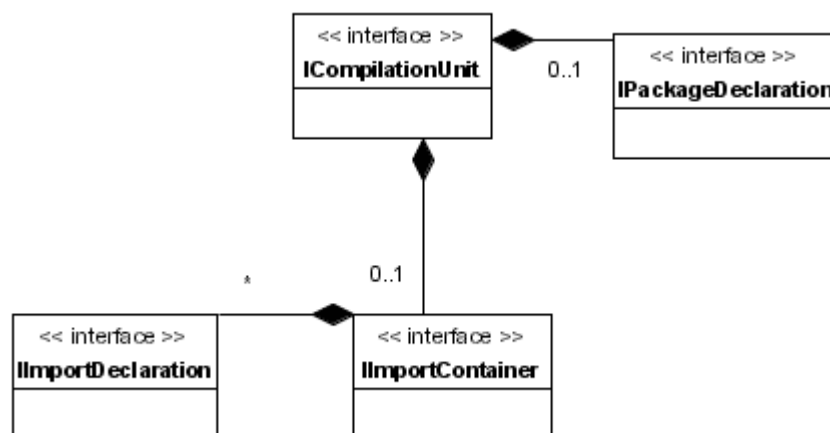 << interface >>
ICompilationUnit
<< interface >>
IPackageDeclaration
0..1
0..1
*
<< interface >>
IImportDeclaration
<< interface >>
IImportContainer